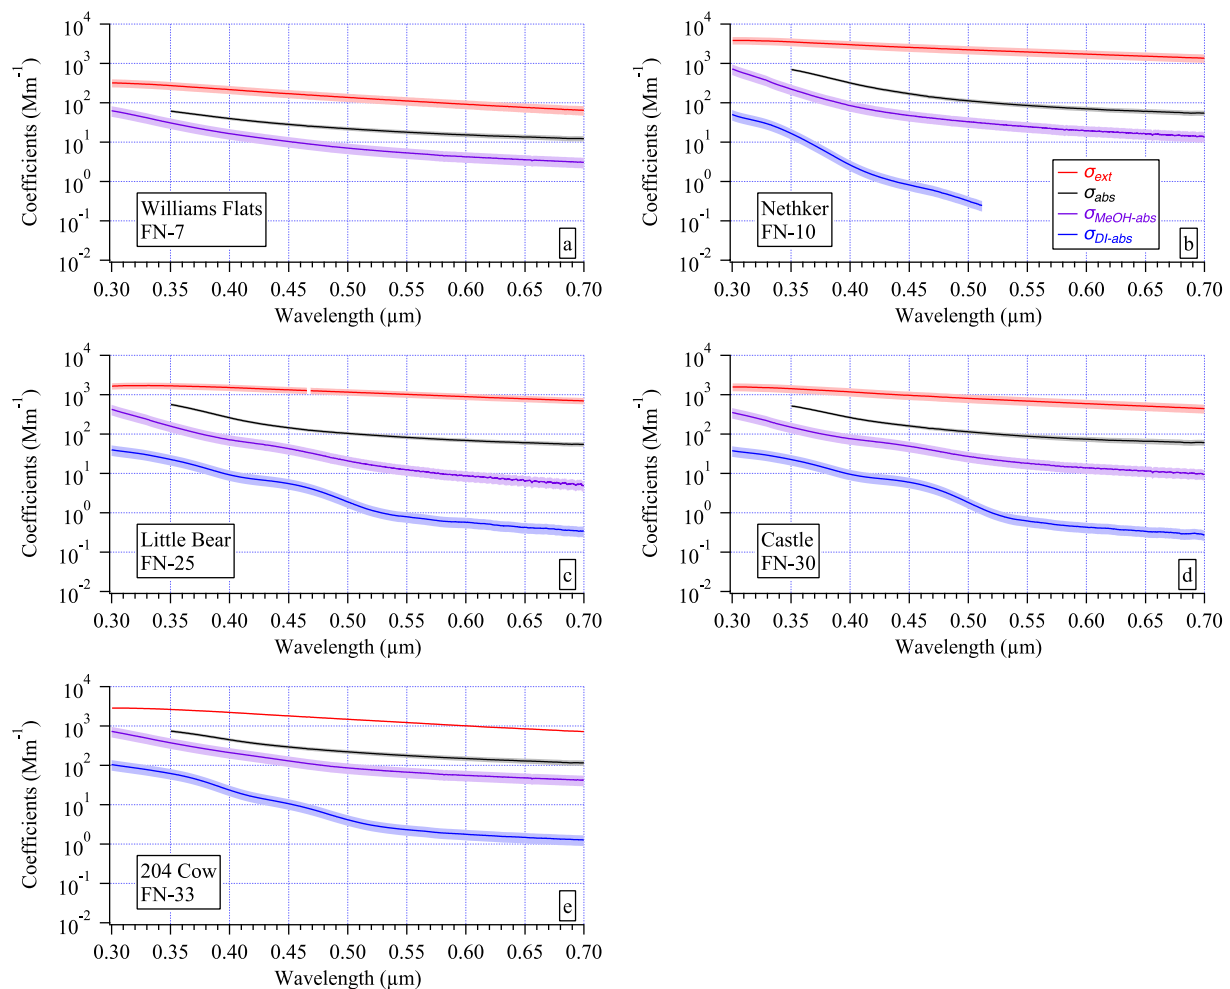 10^4
10^3
10^2
10^1
10^0
10^-1
10^-2
Coefficients (Mm^-1)
Williams Flats
FN-7
a
0.30 0.35 0.40 0.45 0.50 0.55 0.60 0.65 0.70
Wavelength (µm)
10^4
10^3
10^2
10^1
10^0
10^-1
10^-2
Coefficients (Mm^-1)
σext
σabs
σMeOH-abs
σDI-abs
Nethker
FN-10
b
0.30 0.35 0.40 0.45 0.50 0.55 0.60 0.65 0.70
Wavelength (µm)
10^4
10^3
10^2
10^1
10^0
10^-1
10^-2
Coefficients (Mm^-1)
Little Bear
FN-25
c
0.30 0.35 0.40 0.45 0.50 0.55 0.60 0.65 0.70
Wavelength (µm)
10^4
10^3
10^2
10^1
10^0
10^-1
10^-2
Coefficients (Mm^-1)
Castle
FN-30
d
0.30 0.35 0.40 0.45 0.50 0.55 0.60 0.65 0.70
Wavelength (µm)
10^4
10^3
10^2
10^1
10^0
10^-1
10^-2
Coefficients (Mm^-1)
204 Cow
FN-33
e
0.30 0.35 0.40 0.45 0.50 0.55 0.60 0.65 0.70
Wavelength (µm)